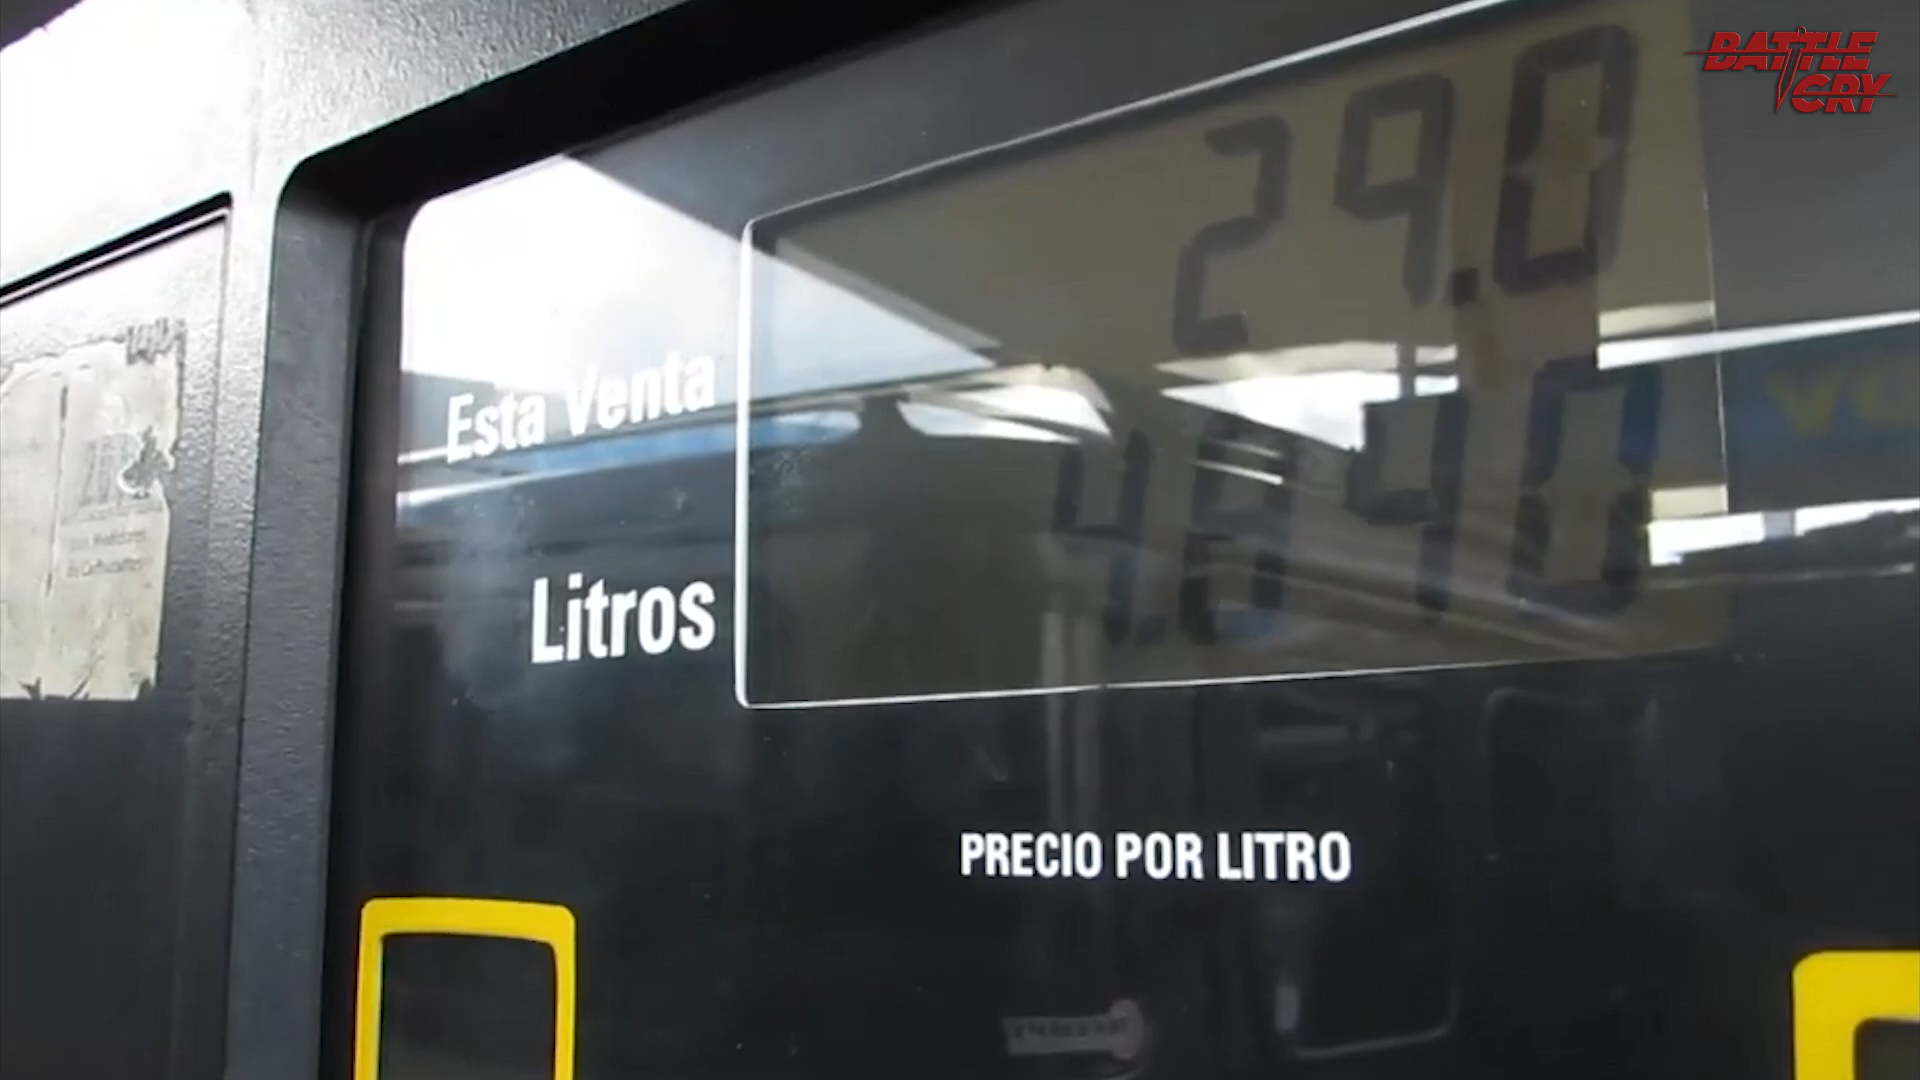 BATTLE
CRY
29.0
Esta Venta
4.840
Litros
PRECIO POR LITRO